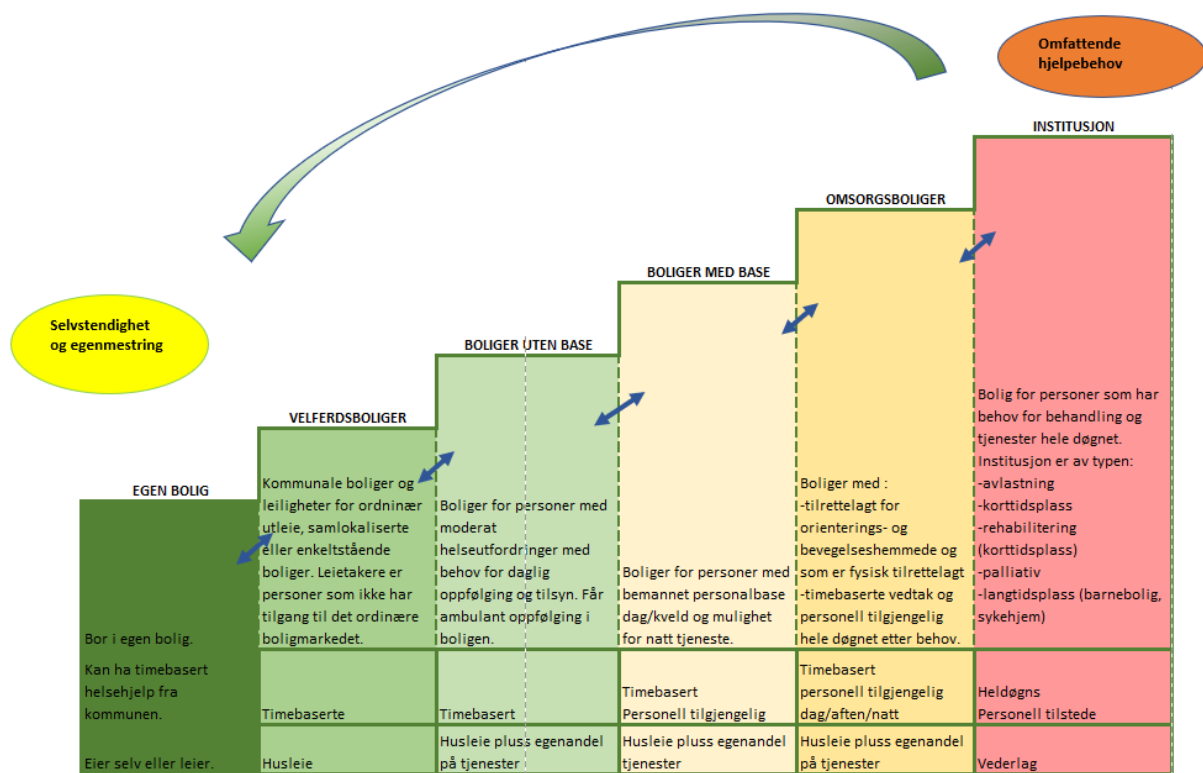 Omfattende
hjelpebehov
INSTITUSJON
OMSORGSBOLIGER
BOLIGER MED BASE
Selvstendighet
og egenmestring
BOLIGER UTEN BASE
VELFERDSBOLIGER
EGEN BOLIG
Bor i egen bolig.
Kan ha timebasert
helsehjelp fra
kommunen.
Eier selv eller leier.
Kommunale boliger og
leiligheter for ordninær
utleie, samlokaliserte
eller enkeltstående
boliger. Leietakere er
personer som ikke har
tilgang til det ordinære
boligmarkedet.
Timebaserte
Husleie
Boliger for personer med
moderat
helseutfordringer med
behov for daglig
oppfølging og tilsyn. Får
ambulant oppfølging i
boligen.
Timebasert
Husleie pluss egenandel
på tjenester
Boliger for personer med
bemannet personalbase
dag/kveld og mulighet
for natt tjeneste.
Timebasert
Personell tilgjengelig
Husleie pluss egenandel
tjenester
Boliger med :
-tilrettelagt for
orienterings- og
bevegelseshemmede og
som er fysisk tilrettelagt
-timebaserte vedtak og
personell tilgjengelig
hele døgnet etter behov.
Timebasert
personell tilgjengelig
dag/aften/natt
Husleie pluss egenandel
på tjenester
Bolig for personer som har
behov for behandling og
tjenester hele døgnet.
Institusjon er av typen:
-avlastning
-korttidsplass
-rehabilitering
(korttidsplass)
-palliativ
-langtidsplass (barnebolig,
sykehjem)
Heldøgns
Personell tilstede
Vederlag